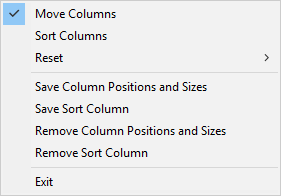 Move Columns
Sort Columns
Reset
Save Column Positions and Sizes
Save Sort Column
Remove Column Positions and Sizes
Remove Sort Column
Exit